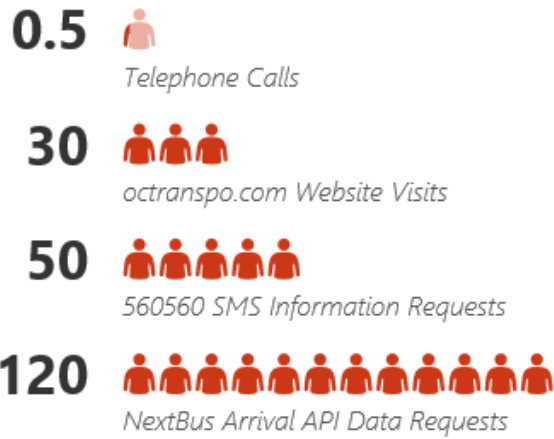 0.5
Telephone Calls
30
octranspo.com Website Visits
50
560560 SMS Information Requests
120
NextBus Arrival API Data Requests